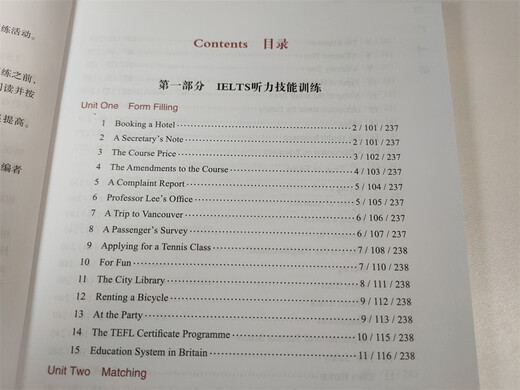 练活动。
练之前,
阅读并按
提高。
编者
Contents 目录
第一部分 IELTS听力技能训练
Unit One Form Filling
1 Booking a Hotel 2 / 101 / 237
2 A Secretary's Note 2 / 101 / 237
3 The Course Price 3 / 102 / 237
4 The Amendments to the Course 4 / 103 / 237
5 A Complaint Report 5 / 104 / 237
6 Professor Lee's Office 5 / 105 / 237
7 A Trip to Vancouver 6 / 106 / 237
8 A Passenger's Survey 6 / 107 / 237
9 Applying for a Tennis Class 7 / 108 / 238
10 For Fun 7 / 110 / 238
11 The City Library 8 / 111 / 238
12 Renting a Bicycle 9 / 112 / 238
13 At the Party 9 / 113 / 238
14 The TEFL Certificate Programme 10 / 115 / 238
15 Education System in Britain 11 / 116 / 238
Unit Two Matching